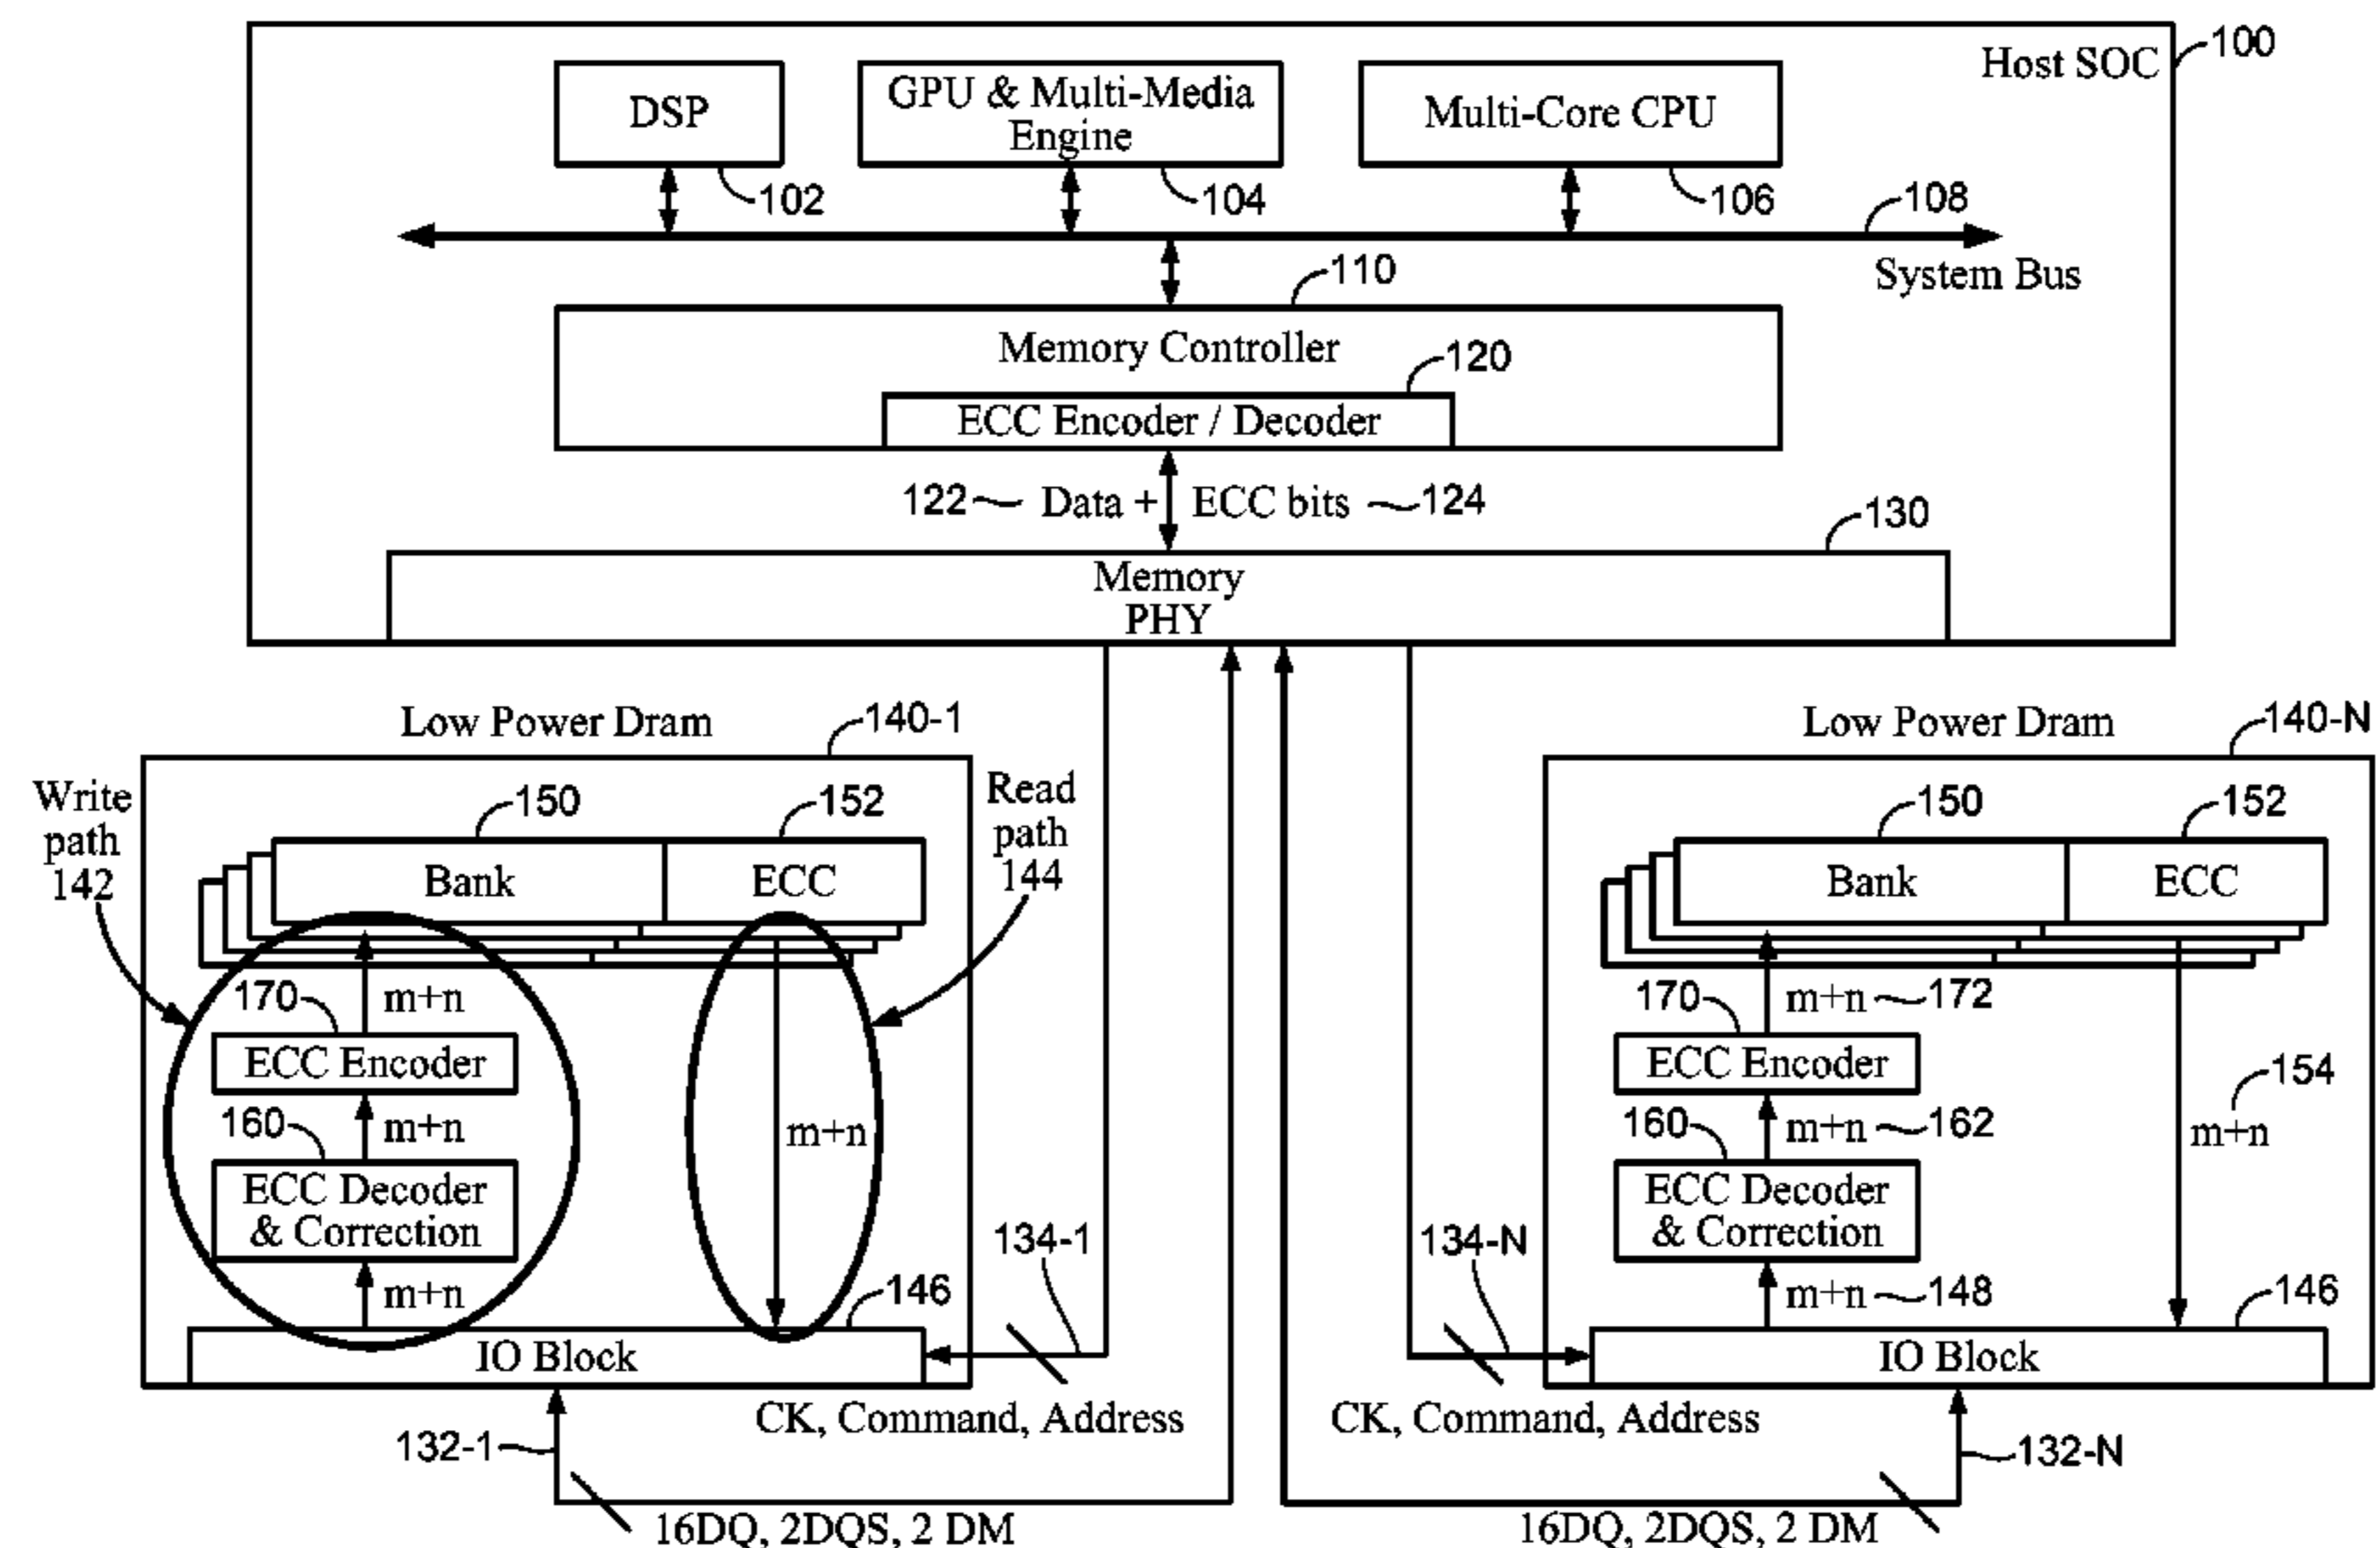 Host SOC
100
DSP
GPU & Multi-Media
Engine
Multi-Core CPU
102
104
106
108
System Bus
110
Memory Controller
120
ECC Encoder / Decoder
122
Data +
ECC bits
124
130
Memory
PHY
Low Power Dram
140-1
Write
path
142
150
152
Read
path
144
Bank
ECC
170
m+n
ECC Encoder
160
m+n
m+n
ECC Decoder
& Correction
m+n
134-1
146
IO Block
CK, Command, Address
132-1
16DQ, 2DQS, 2 DM
Low Power Dram
140-N
150
152
Bank
ECC
170
m+n
172
ECC Encoder
154
160
m+n
162
m+n
ECC Decoder
& Correction
134-N
m+n
148
146
IO Block
CK, Command, Address
132-N
16DQ, 2DQS, 2 DM